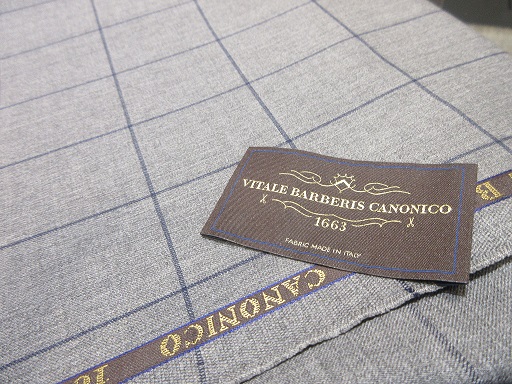 VITALE BARBERIS CANONICO
1663
FABRIC MADE IN ITALY
CANONICO